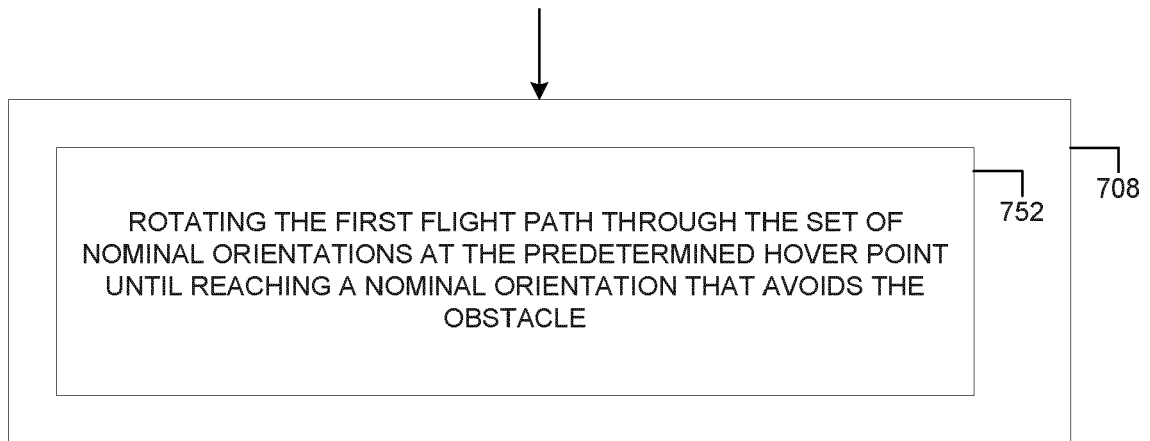 ROTATING THE FIRST FLIGHT PATH THROUGH THE SET OF
NOMINAL ORIENTATIONS AT THE PREDETERMINED HOVER POINT
UNTIL REACHING A NOMINAL ORIENTATION THAT AVOIDS THE
OBSTACLE
752
708